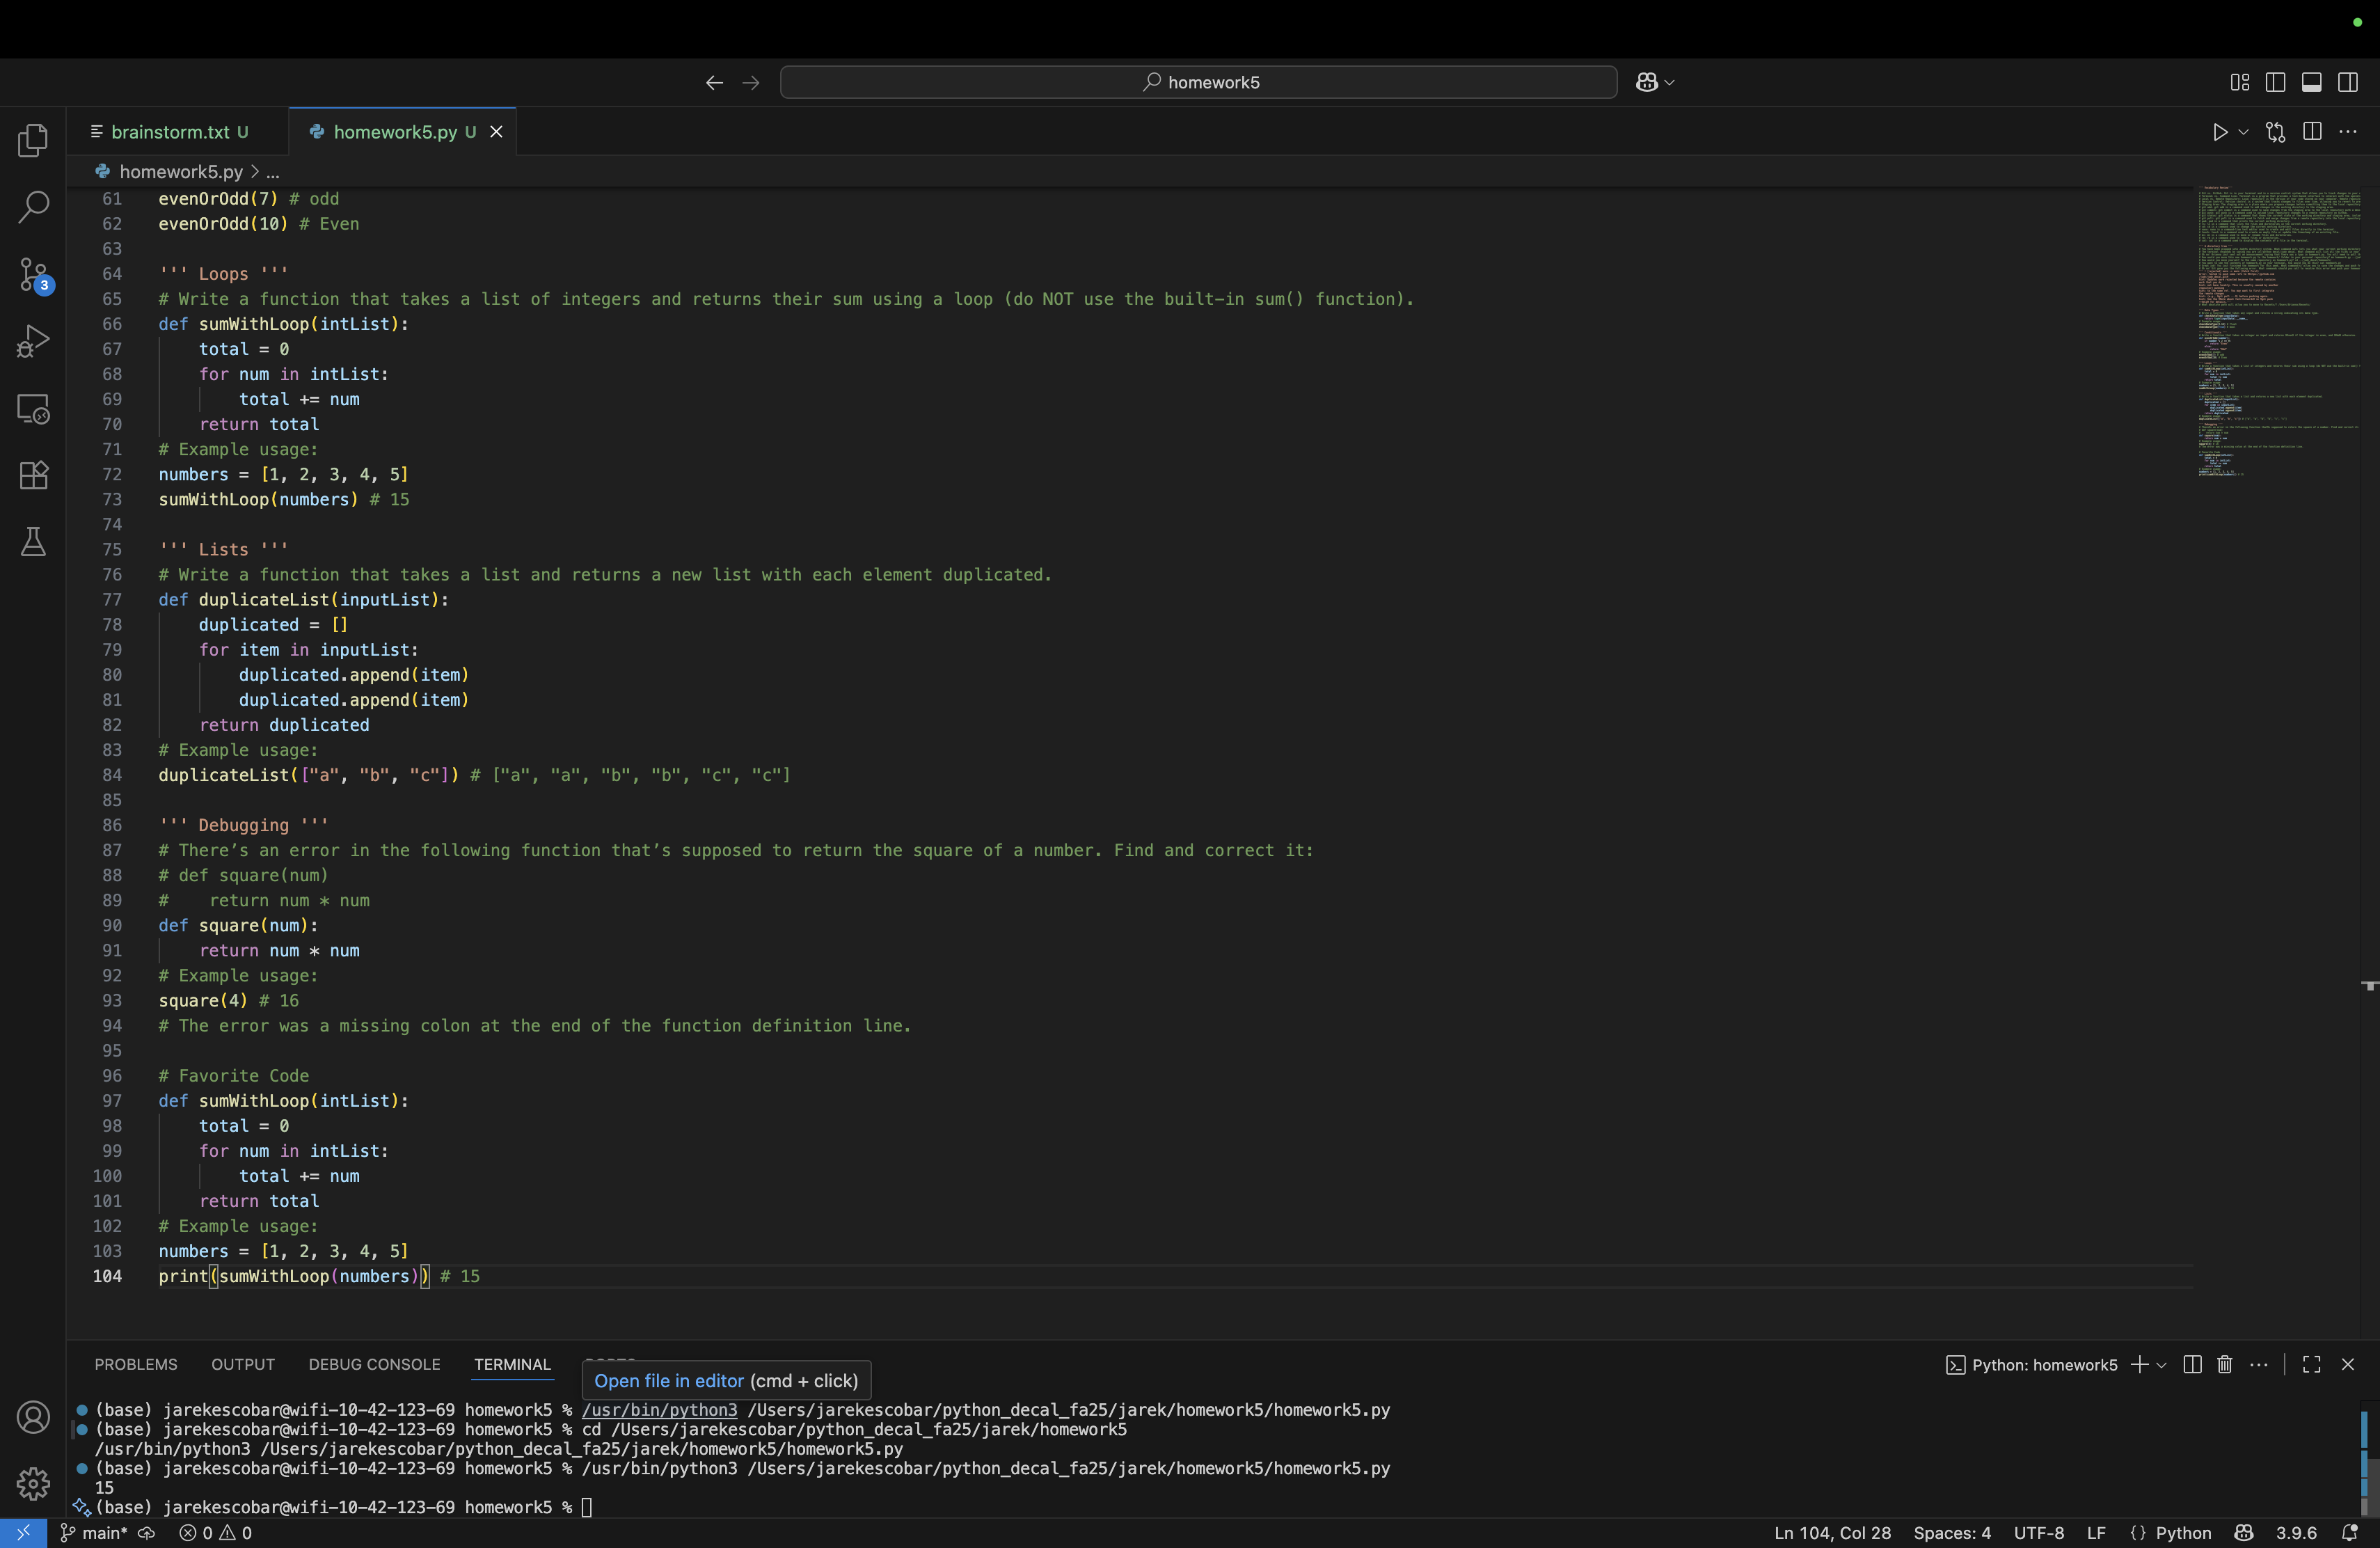 homework5
brainstorm.txt U
homework5.py U
homework5.py > ...
61 evenOrOdd(7) # odd
62 evenOrOdd(10) # Even
63
64 ''' Loops '''
65 # Write a function that takes a list of integers and returns their sum using a loop (do NOT use the built-in sum() function).
66 def sumWithLoop(intList):
67     total = 0
68     for num in intList:
69         total += num
70     return total
71 # Example usage:
72 numbers = [1, 2, 3, 4, 5]
73 sumWithLoop(numbers) # 15
74
75 ''' Lists '''
76 # Write a function that takes a list and returns a new list with each element duplicated.
77 def duplicateList(inputList):
78     duplicated = []
79     for item in inputList:
80         duplicated.append(item)
81         duplicated.append(item)
82     return duplicated
83 # Example usage:
84 duplicateList(["a", "b", "c"]) # ["a", "a", "b", "b", "c", "c"]
85
86 ''' Debugging '''
87 # There’s an error in the following function that’s supposed to return the square of a number. Find and correct it:
88 # def square(num)
89 #    return num * num
90 def square(num):
91     return num * num
92 # Example usage:
93 square(4) # 16
94 # The error was a missing colon at the end of the function definition line.
95
96 # Favorite Code
97 def sumWithLoop(intList):
98     total = 0
99     for num in intList:
100         total += num
101     return total
102 # Example usage:
103 numbers = [1, 2, 3, 4, 5]
104 print(sumWithLoop(numbers)) # 15
3
PROBLEMS OUTPUT DEBUG CONSOLE TERMINAL
Python: homework5
Open file in editor (cmd + click)
(base) jarekescobar@wifi-10-42-123-69 homework5 % /usr/bin/python3 /Users/jarekescobar/python_decal_fa25/jarek/homework5/homework5.py
(base) jarekescobar@wifi-10-42-123-69 homework5 % cd /Users/jarekescobar/python_decal_fa25/jarek/homework5
/usr/bin/python3 /Users/jarekescobar/python_decal_fa25/jarek/homework5/homework5.py
(base) jarekescobar@wifi-10-42-123-69 homework5 % /usr/bin/python3 /Users/jarekescobar/python_decal_fa25/jarek/homework5/homework5.py
15
(base) jarekescobar@wifi-10-42-123-69 homework5 %
main* 0 0 Ln 104, Col 28 Spaces: 4 UTF-8 LF {} Python 3.9.6